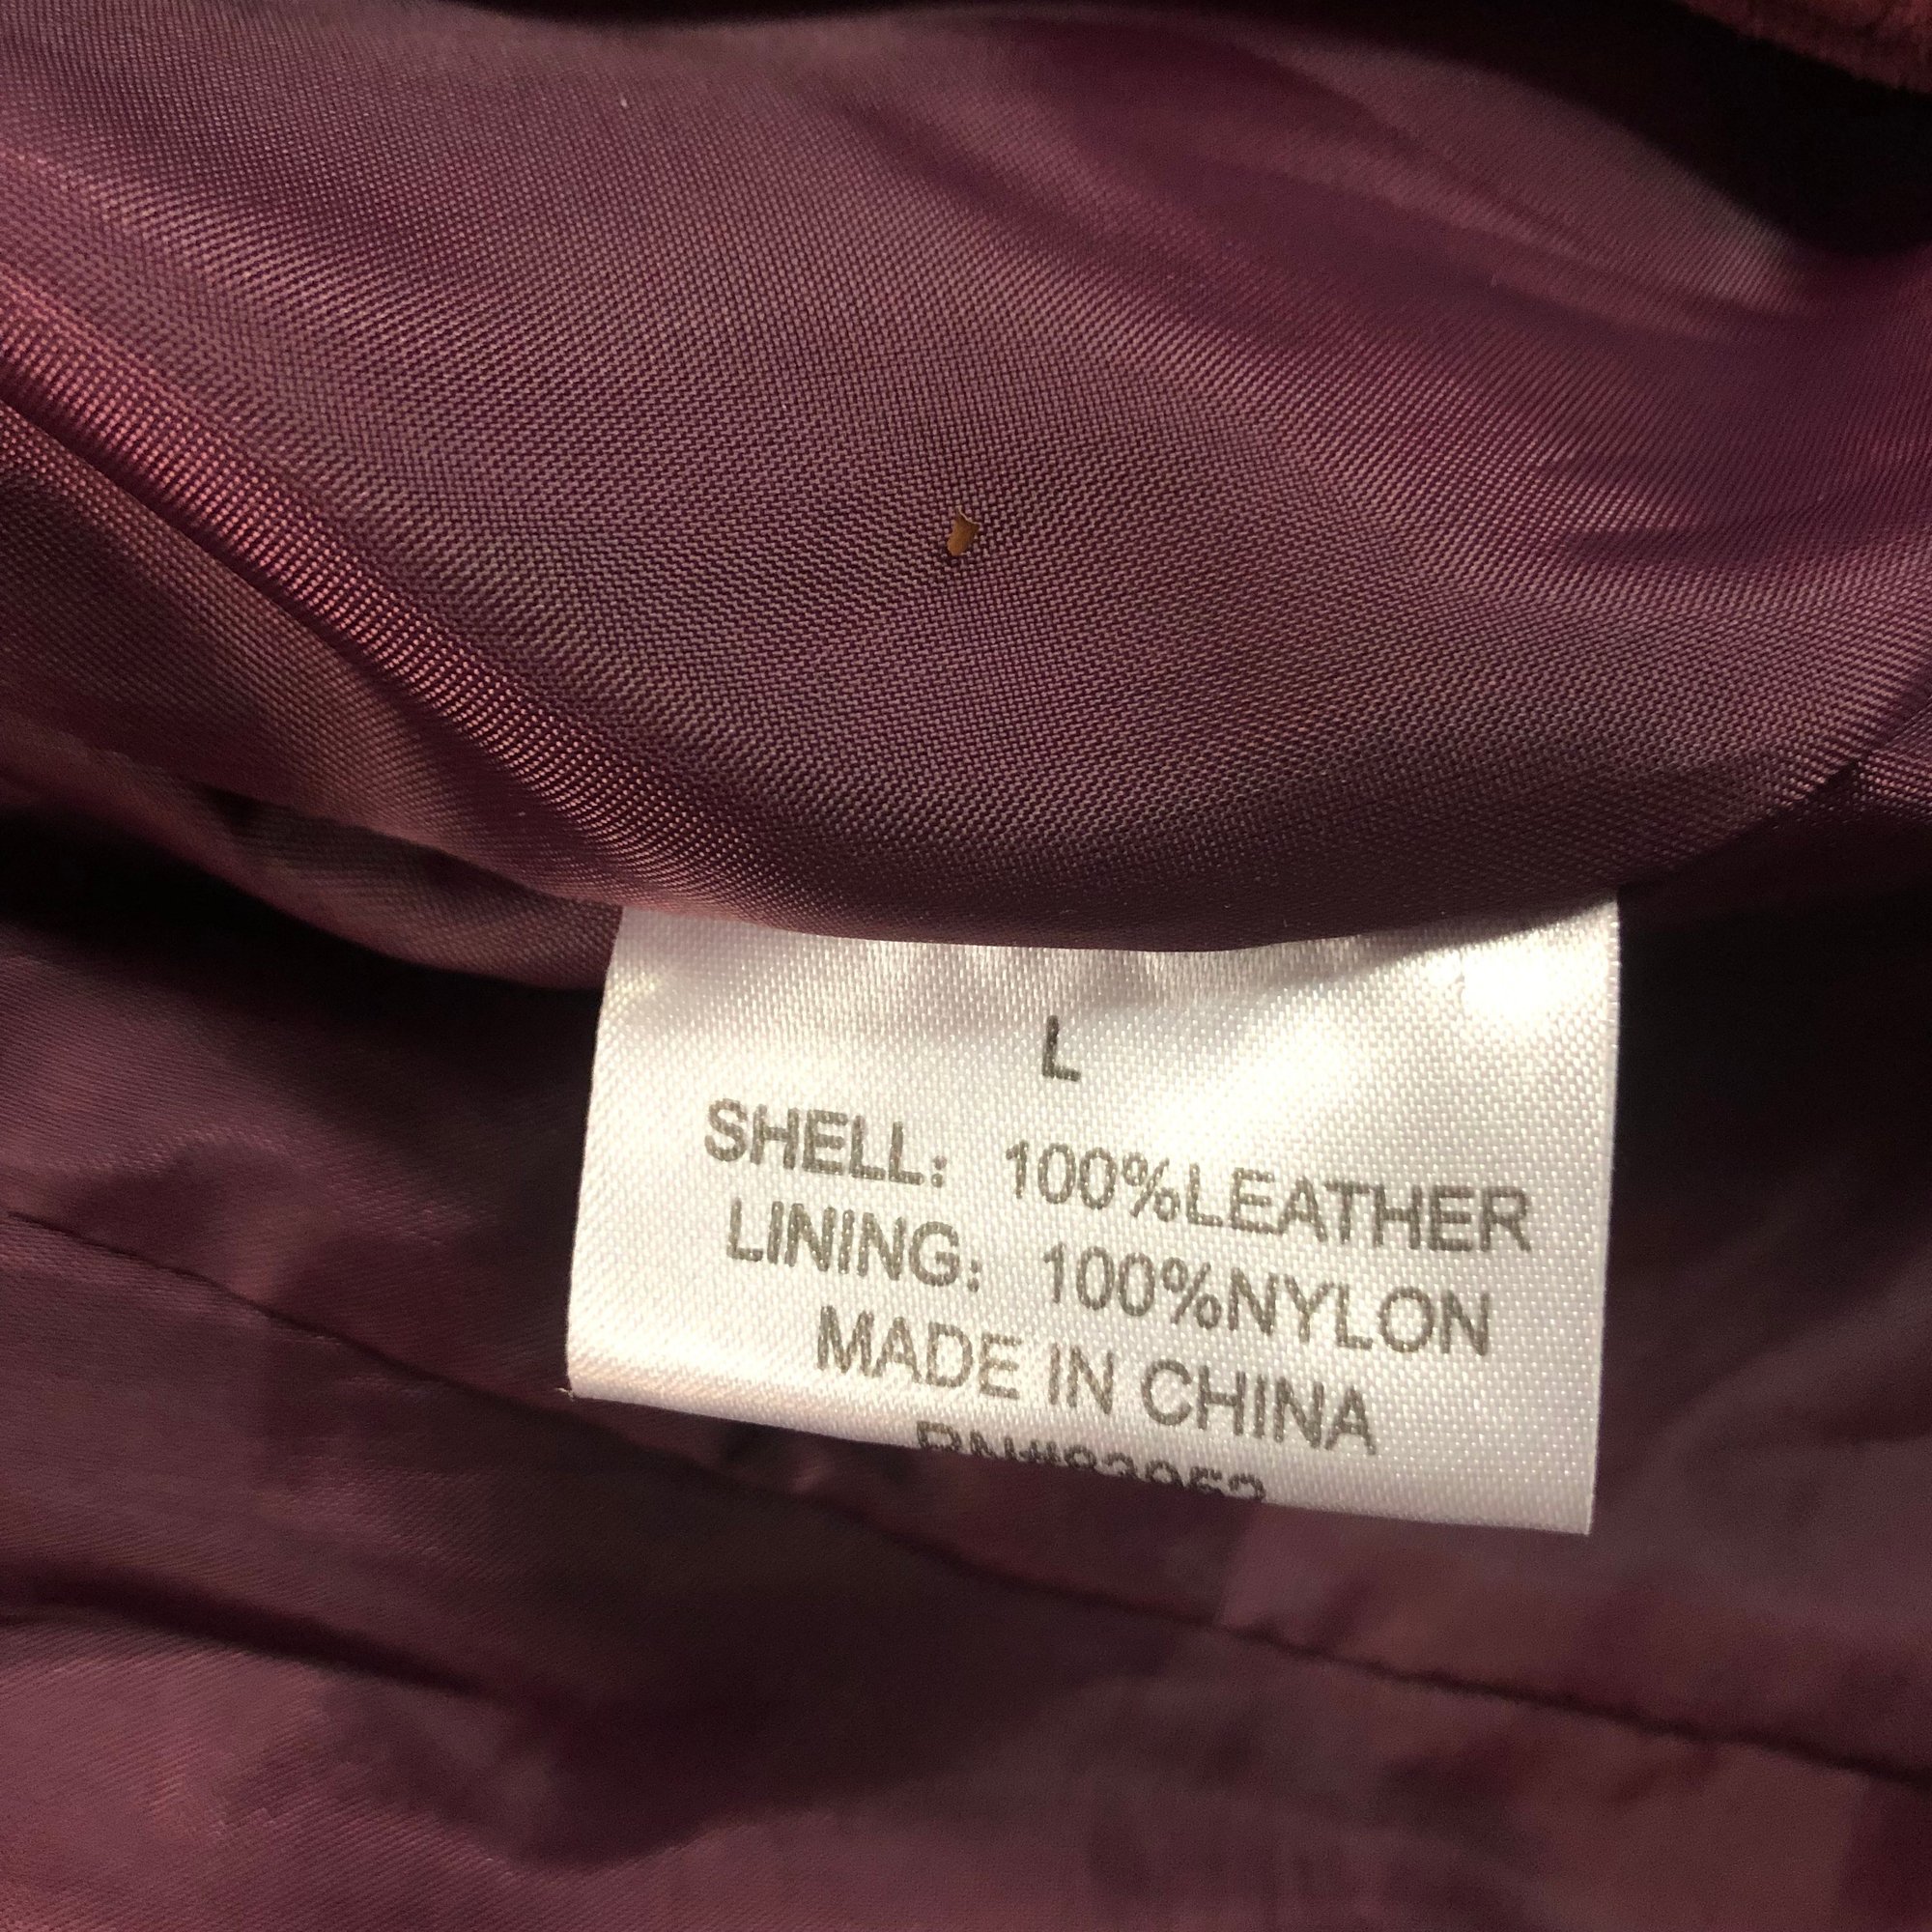 L
SHELL: 100%LEATHER
LINING: 100%NYLON
MADE IN CHINA